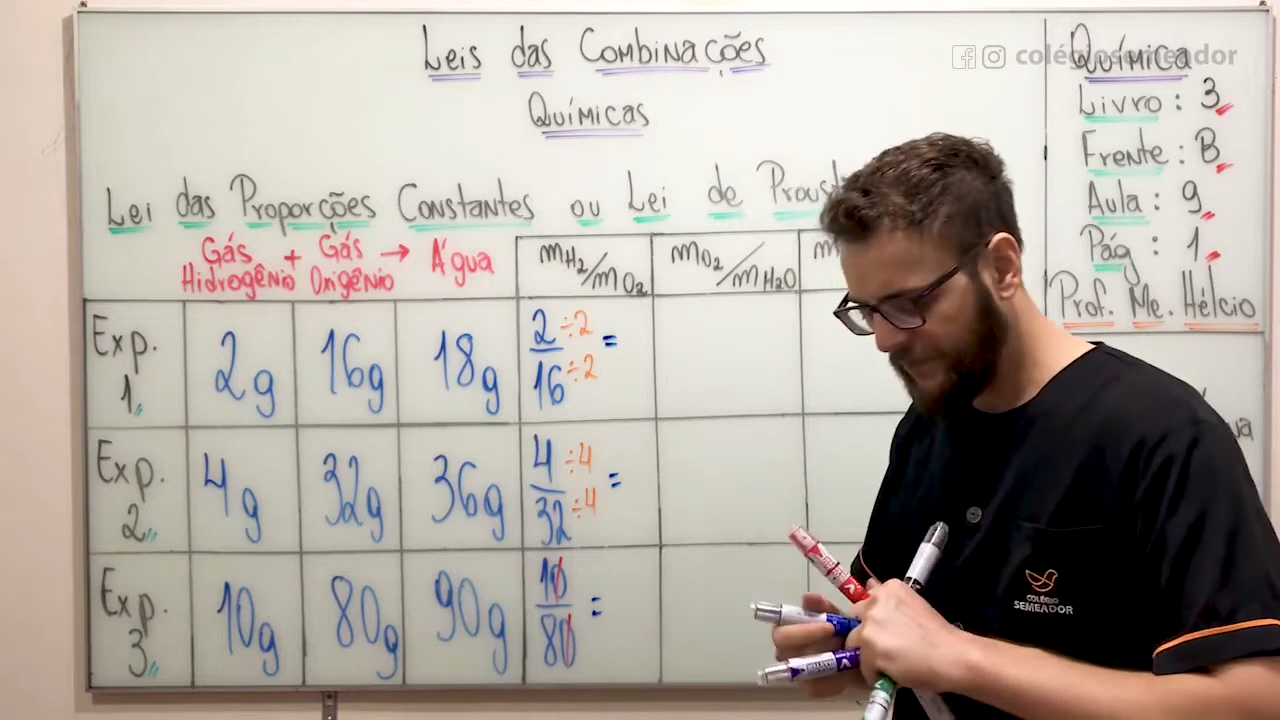 Leis das Combinações
Químicas
Lei das Proporções Constantes ou Lei de
Gás Hidrogênio + Gás Oxigênio → Água
mH₂/mO₂
mO₂/mH₂O
Exp. 1
2g
16g
18g
2 ÷2
16 ÷2
=
Exp. 2
4g
32g
36g
4 ÷4
32 ÷4
=
Exp. 3
10g
80g
90g
10
80
=
colégiosemeador
Química
Livro: 3
Frente: B
Aula: 9
Pág: 1
Prof. Me. Hélcio
COLÉGIO
SEMEADOR